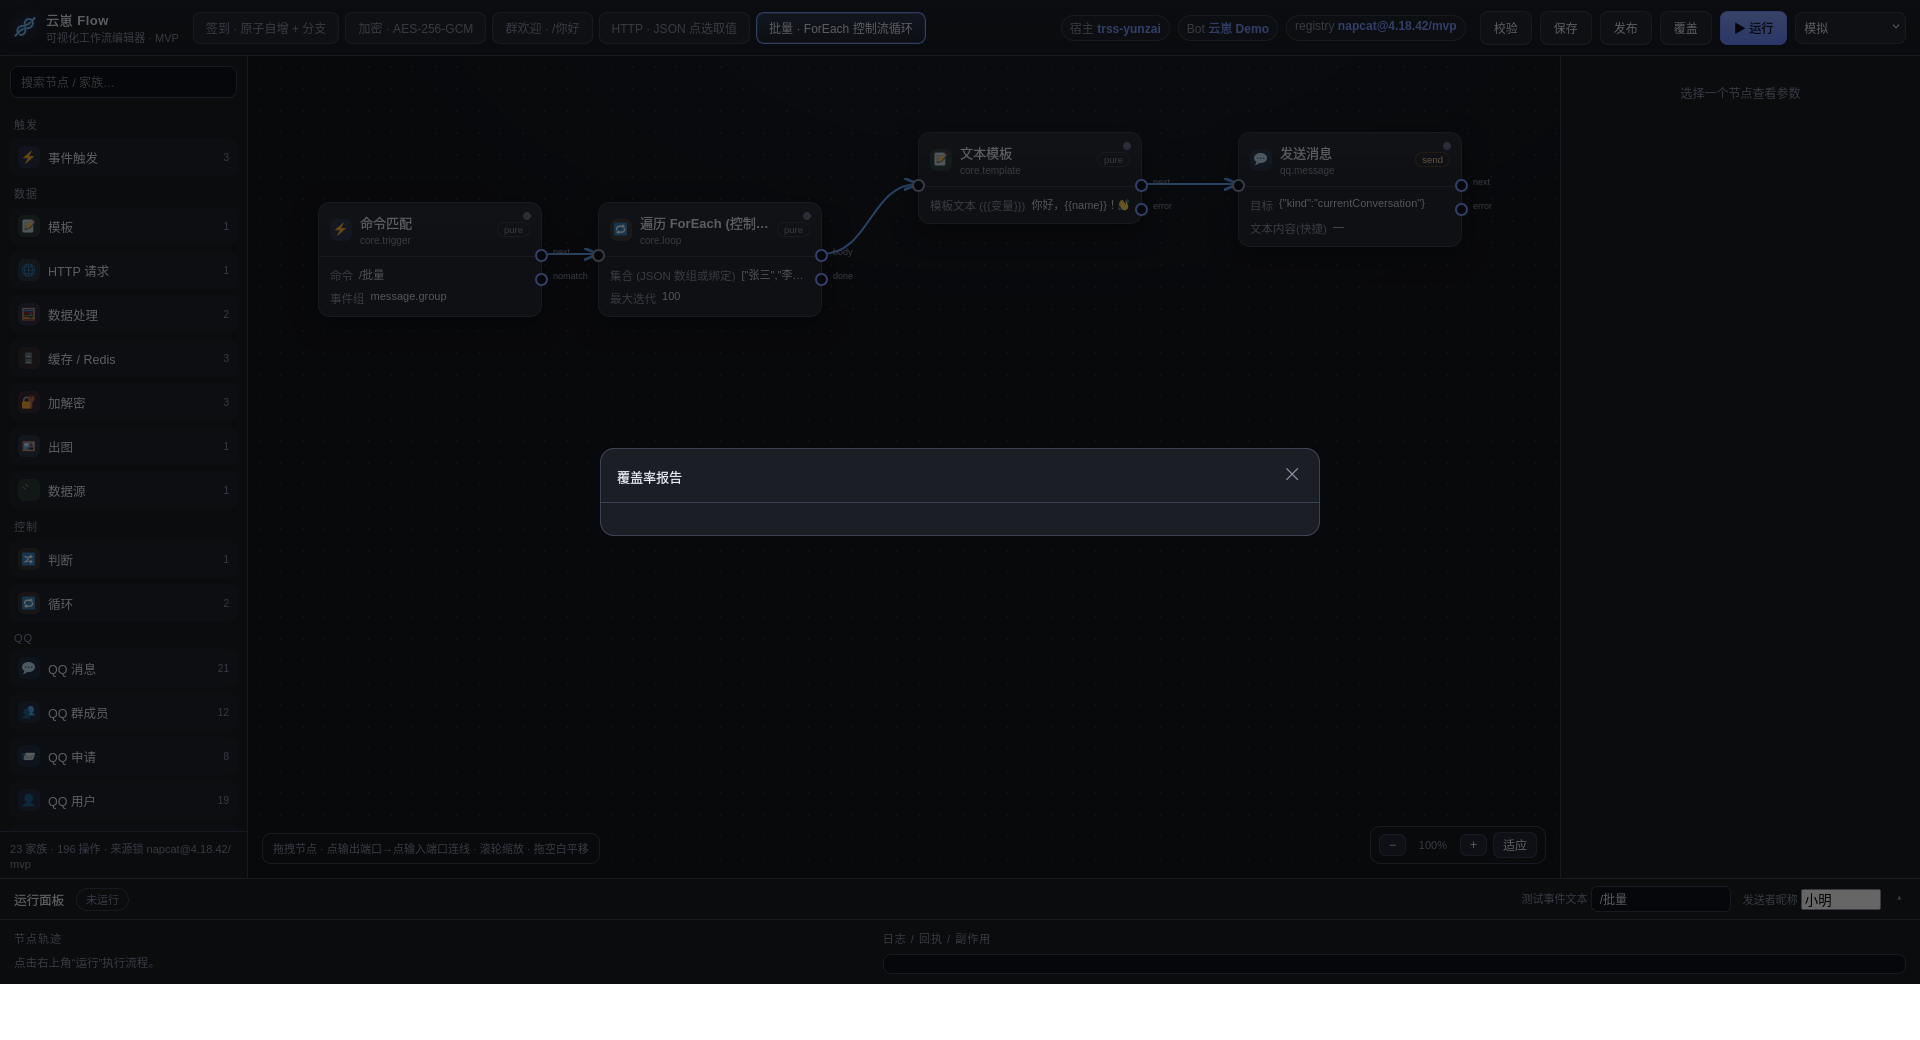 云崽 Flow
可视化工作流编辑器 · MVP
签到 · 原子自增 + 分支
加密 · AES-256-GCM
群欢迎 · /你好
HTTP · JSON 点选取值
批量 · ForEach 控制流循环
宿主 trss-yunzai
Bot 云崽 Demo
registry napcat@4.18.42/mvp
校验
保存
发布
覆盖
▶ 运行
模拟
搜索节点 / 家族…
触发
事件触发 3
数据
模板 1
HTTP 请求 1
数据处理 2
缓存 / Redis 3
加解密 3
出图 1
数据源 1
控制
判断 1
循环 2
QQ
QQ 消息 21
QQ 群成员 12
QQ 申请 8
QQ 用户 19
23 家族 · 196 操作 · 来源锁 napcat@4.18.42/
mvp
命令匹配
core.trigger
pure
next
nomatch
命令 /批量
事件组 message.group
遍历 ForEach (控制…
core.loop
pure
body
done
集合 (JSON 数组或绑定) ["张三","李…
最大迭代 100
文本模板
core.template
pure
next
error
模板文本 ({{变量}}) 你好，{{name}}！👋
发送消息
qq.message
send
next
error
目标 {"kind":"currentConversation"}
文本内容(快捷) —
选择一个节点查看参数
覆盖率报告
拖拽节点 · 点输出端口→点输入端口连线 · 滚轮缩放 · 拖空白平移
− 100% + 适应
运行面板
未运行
测试事件文本 /批量
发送者昵称 小明
节点轨迹
点击右上角“运行”执行流程。
日志 / 回执 / 副作用